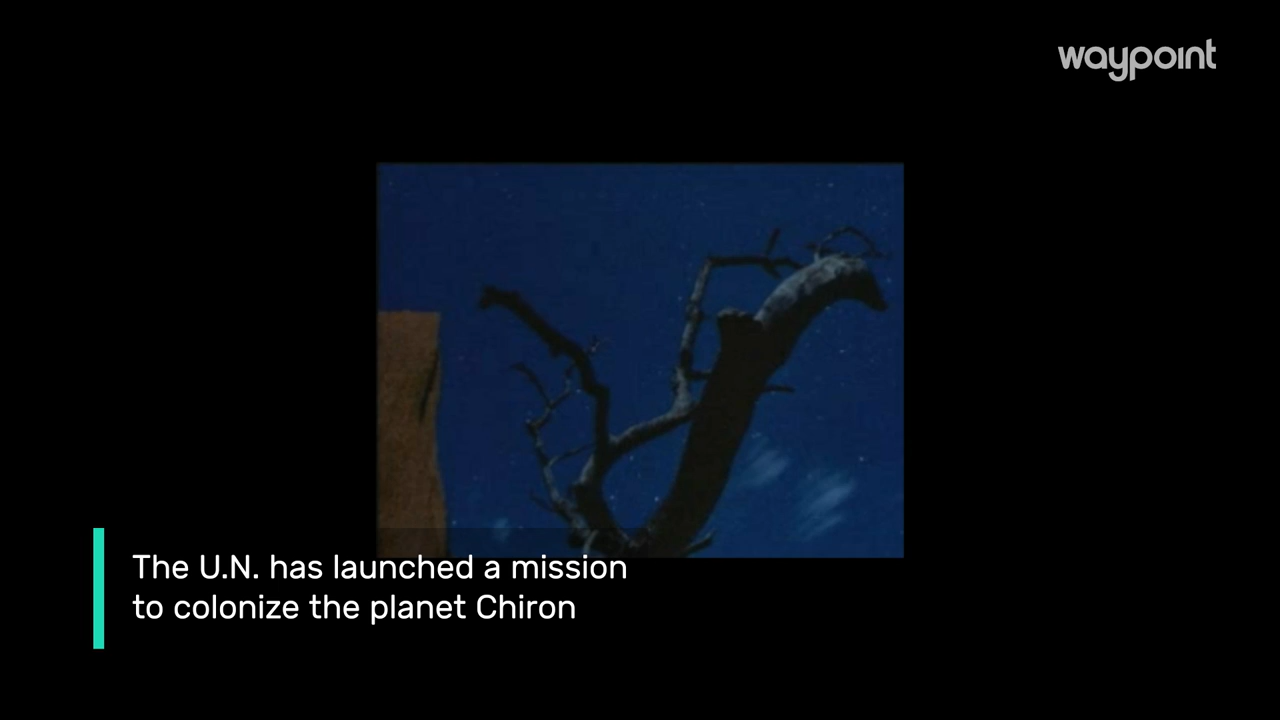 waypoint
The U.N. has launched a mission
to colonize the planet Chiron